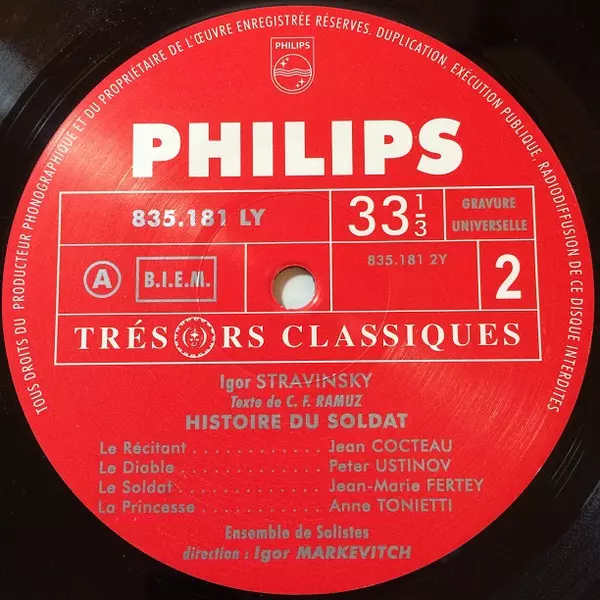 TOUS DROITS DU PRODUCTEUR PHONOGRAPHIQUE ET DU PROPRIÉTAIRE DE L'ŒUVRE ENREGISTRÉE RÉSERVES, DUPLICATION, EXÉCUTION PUBLIQUE, RADIODIFFUSION DE CE DISQUE INTERDITES
PHILIPS
PHILIPS
835.181 LY
33 1/3
GRAVURE
UNIVERSELLE
A
B.I.E.M.
835.181 2Y
2
TRÉSORS CLASSIQUES
Igor STRAVINSKY
Texte de C. F. RAMUZ
HISTOIRE DU SOLDAT
Le Récitant . . . . . . . . . . . . Jean COCTEAU
Le Diable . . . . . . . . . . . . . Peter USTINOV
Le Soldat . . . . . . . . . . . . . Jean-Marie FERTEY
La Princesse . . . . . . . . . . . Anne TONIETTI
Ensemble de Solistes
direction : Igor MARKEVITCH